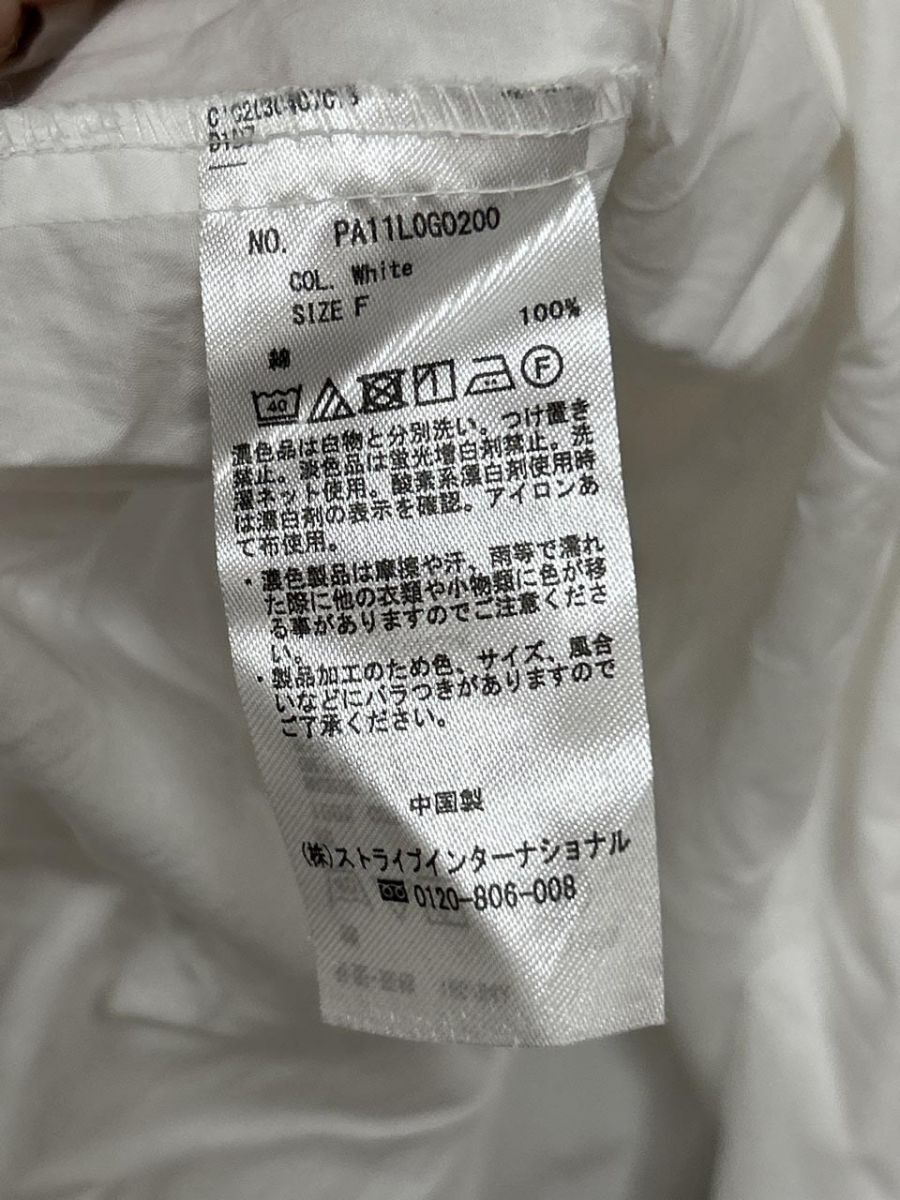 NO. PA11L0G0200
COL. White
SIZE F
綿 100%
40
F
濃色品は白物と分別洗い。つけ置き
禁止。淡色品は蛍光増白剤禁止。洗
濯ネット使用。酸素系漂白剤使用時
は漂白剤の表示を確認。アイロンあ
て布使用。
・濃色製品は摩擦や汗、雨等で濡れ
た際に他の衣類や小物類に色が移
る事がありますのでご注意くださ
い。
・製品加工のため色、サイズ、風合
いなどにバラつきがありますので
ご了承ください。
中国製
(株)ストライプインターナショナル
0120-806-008